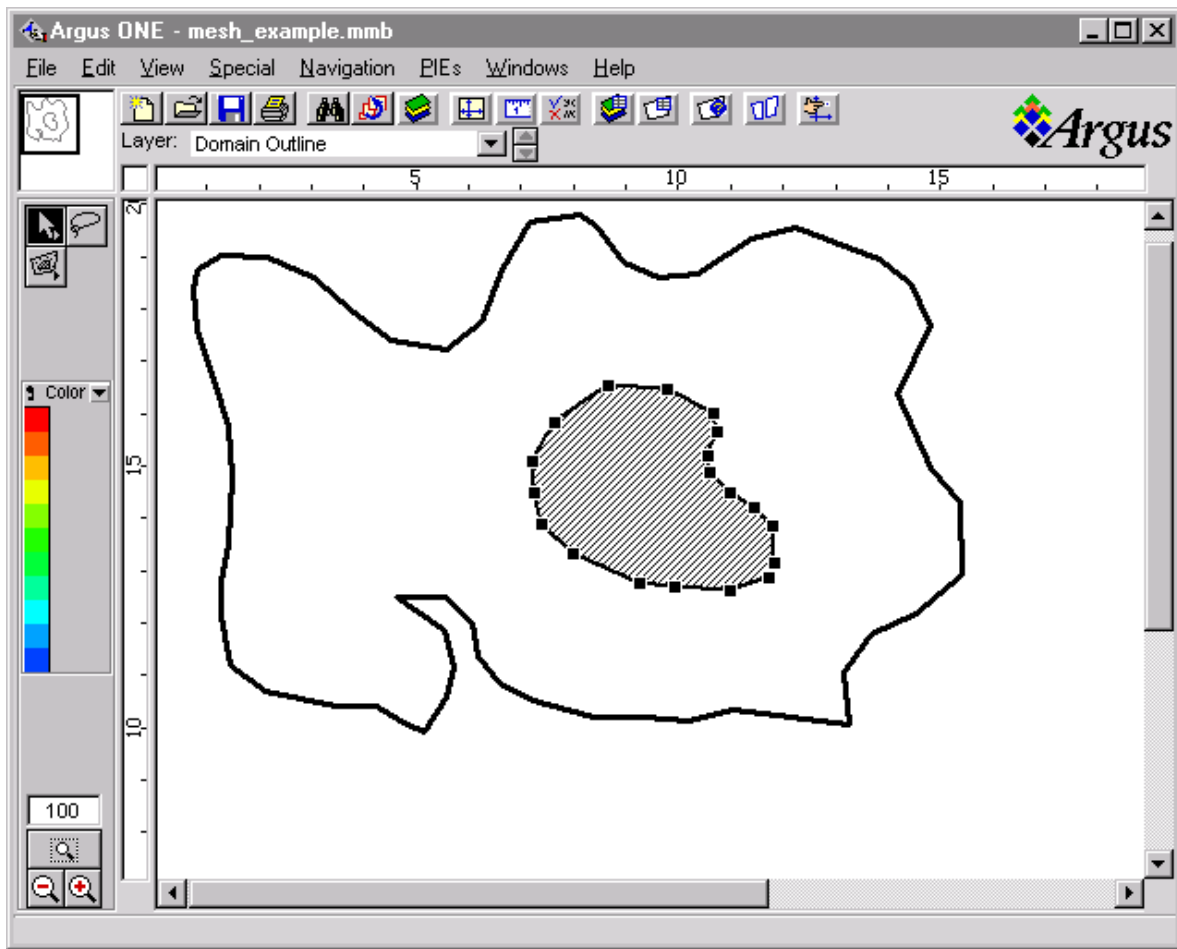 Argus ONE - mesh_example.mmb
File Edit View Special Navigation PIEs Windows Help
Layer: Domain Outline
Argus
5 10 15
20
15
10
Color
100